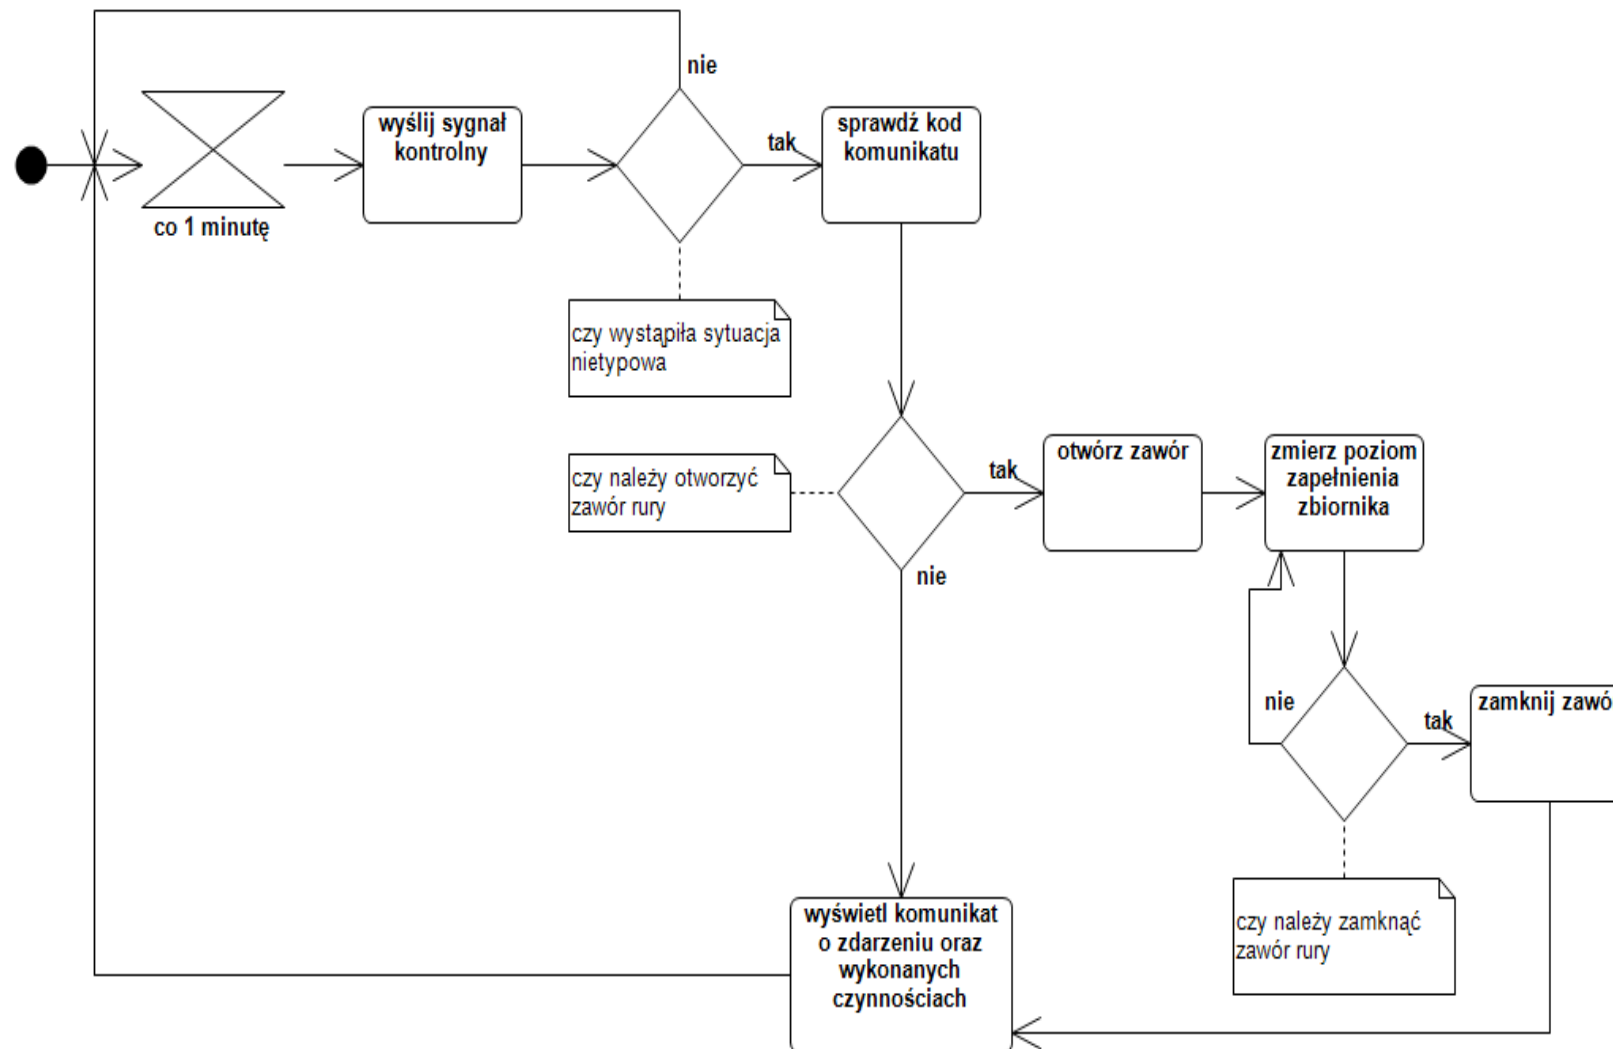 nie
wyślij sygnał
kontrolny
tak
sprawdź kod
komunikatu
co 1 minutę
czy wystąpiła sytuacja
nietypowa
czy należy otworzyć
zawór rury
tak
otwórz zawór
zmierz poziom
zapełnienia
zbiornika
nie
nie
tak
zamknij zawó
czy należy zamknąć
zawór rury
wyświetl komunikat
o zdarzeniu oraz
wykonanych
czynnościach